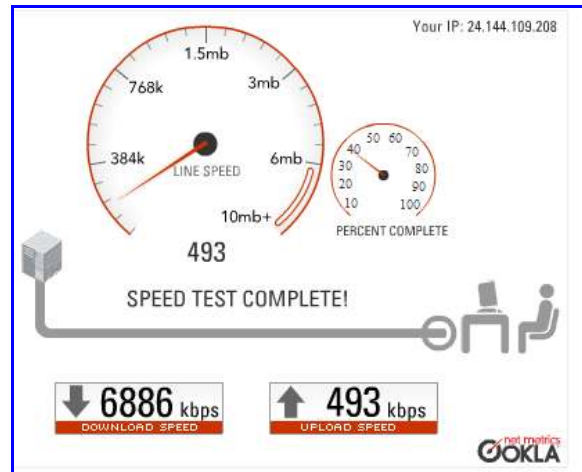 Your IP: 24.144.109.208
1.5mb
768k
3mb
384k
6mb
10mb+
LINE SPEED
50 60
40
70
30
80
20
90
10
100
PERCENT COMPLETE
493
SPEED TEST COMPLETE!
6886 kbps
DOWNLOAD SPEED
493 kbps
UPLOAD SPEED
net metrics
OOKLA